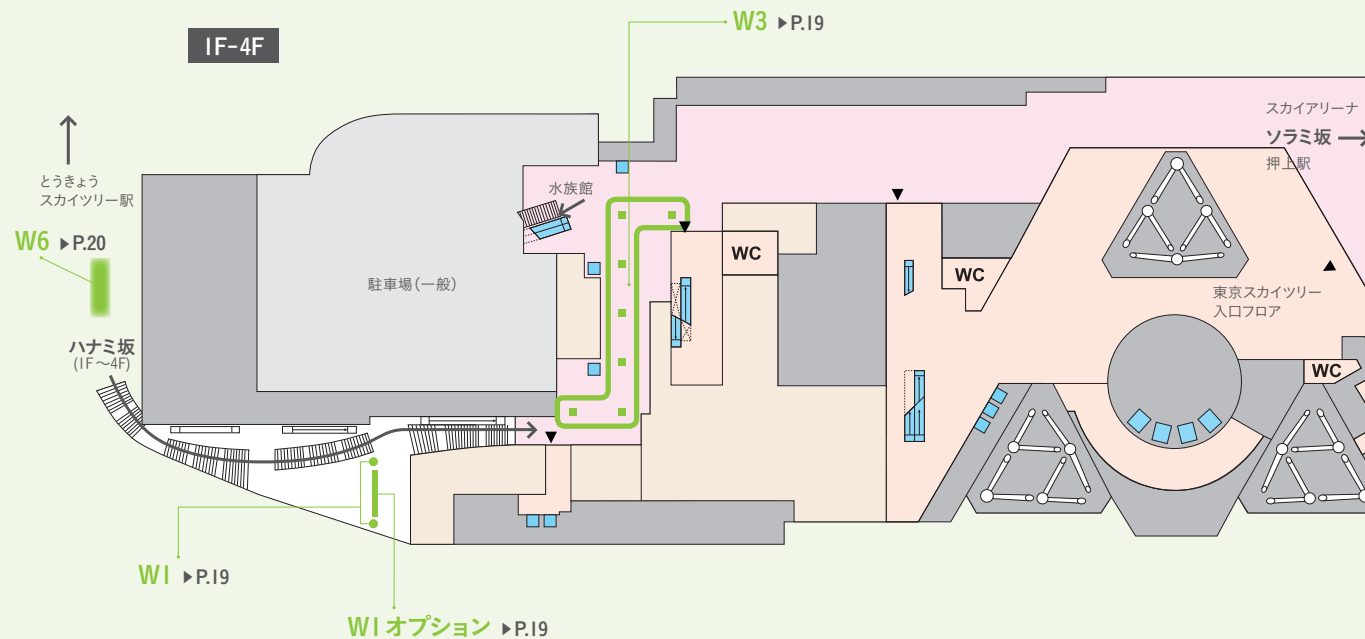 W3 ▶P.19
1F-4F
スカイアリーナ
ソラミ坂
押上駅
とうきょう
スカイツリー駅
水族館
W6 ▶P.20
WC
WC
駐車場(一般)
東京スカイツリー
入口フロア
ハナミ坂
(1F〜4F)
WC
W1 ▶P.19
W1 オプション ▶P.19